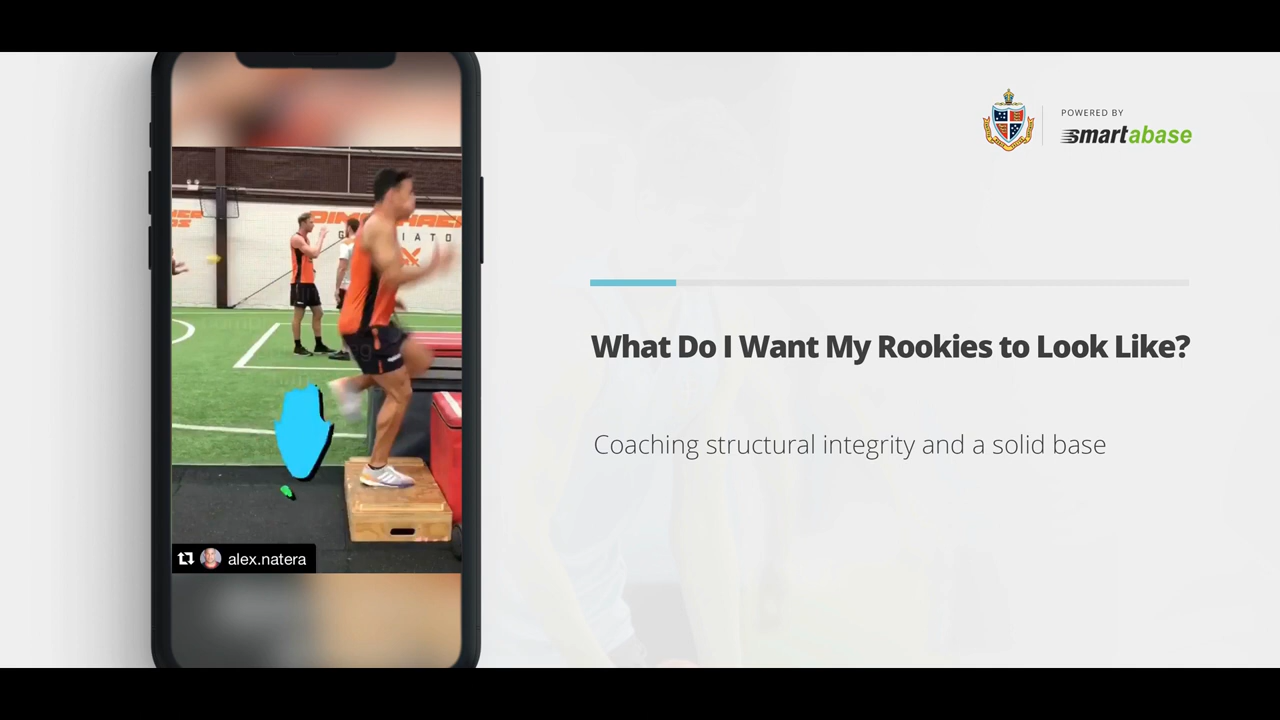 POWERED BY
smartabase
What Do I Want My Rookies to Look Like?
Coaching structural integrity and a solid base
alex.natera